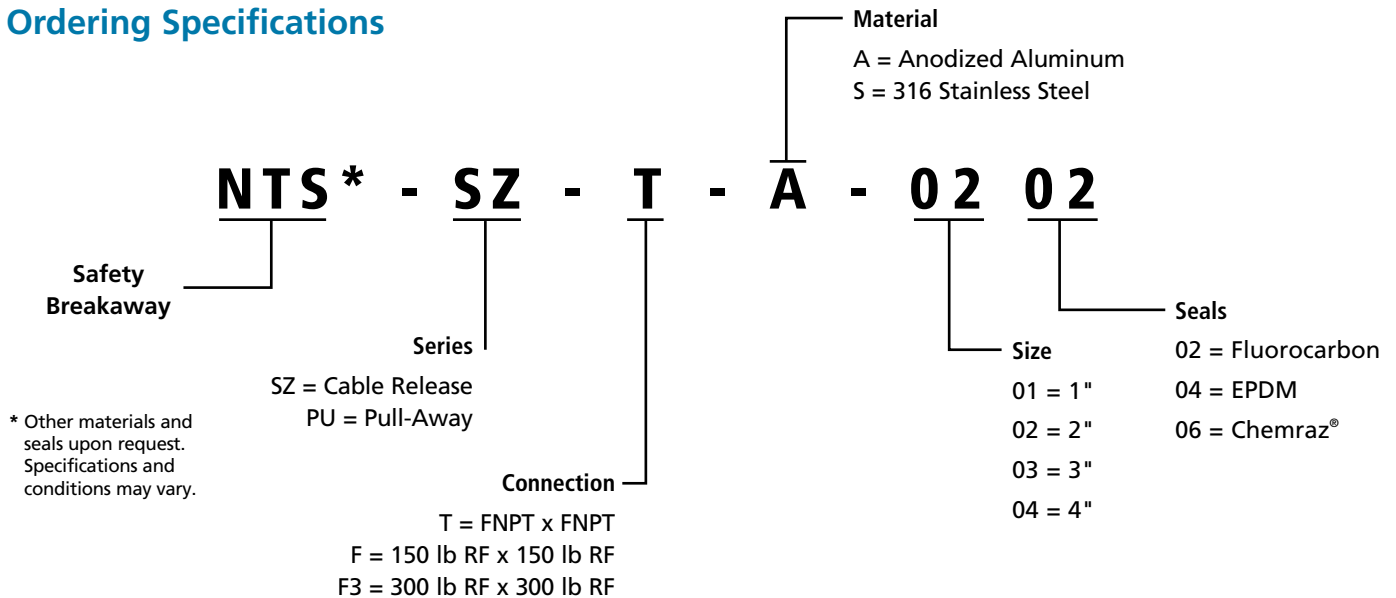 Ordering Specifications
Material
A = Anodized Aluminum
S = 316 Stainless Steel
NTS* - SZ - T - A - 02 02
Safety
Breakaway
Series
SZ = Cable Release
PU = Pull-Away
* Other materials and
seals upon request.
Specifications and
conditions may vary.
Connection
T = FNPT x FNPT
F = 150 lb RF x 150 lb RF
F3 = 300 lb RF x 300 lb RF
Size
01 = 1"
02 = 2"
03 = 3"
04 = 4"
Seals
02 = Fluorocarbon
04 = EPDM
06 = Chemraz®